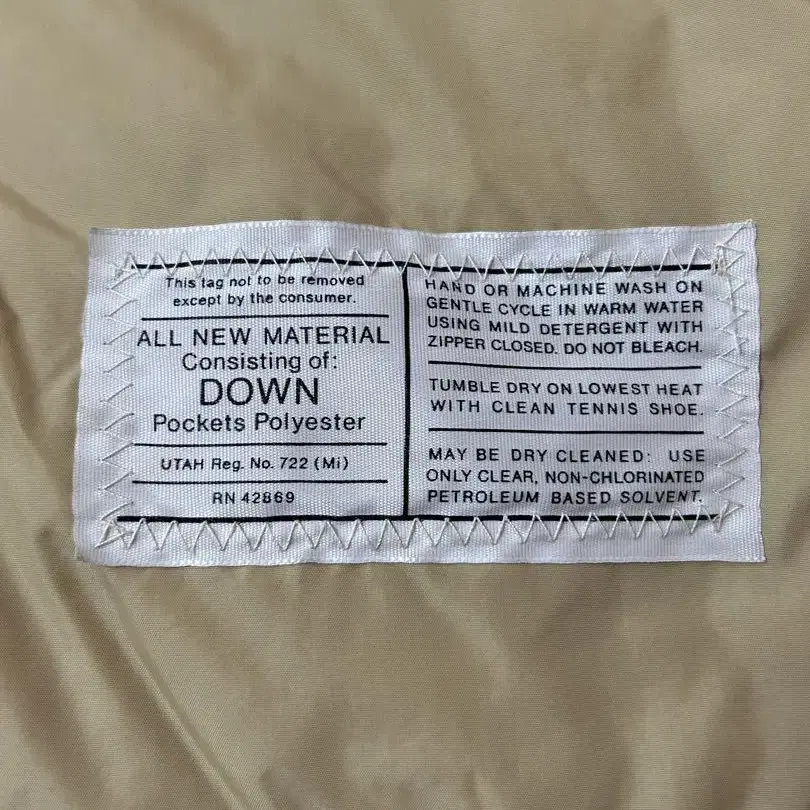 This tag not to be removed
except by the consumer.
ALL NEW MATERIAL
Consisting of:
DOWN
Pockets Polyester
UTAH Reg. No. 722 (Mi)
RN 42869
HAND OR MACHINE WASH ON
GENTLE CYCLE IN WARM WATER
USING MILD DETERGENT WITH
ZIPPER CLOSED. DO NOT BLEACH.
TUMBLE DRY ON LOWEST HEAT
WITH CLEAN TENNIS SHOE.
MAY BE DRY CLEANED: USE
ONLY CLEAR, NON-CHLORINATED
PETROLEUM BASED SOLVENT.